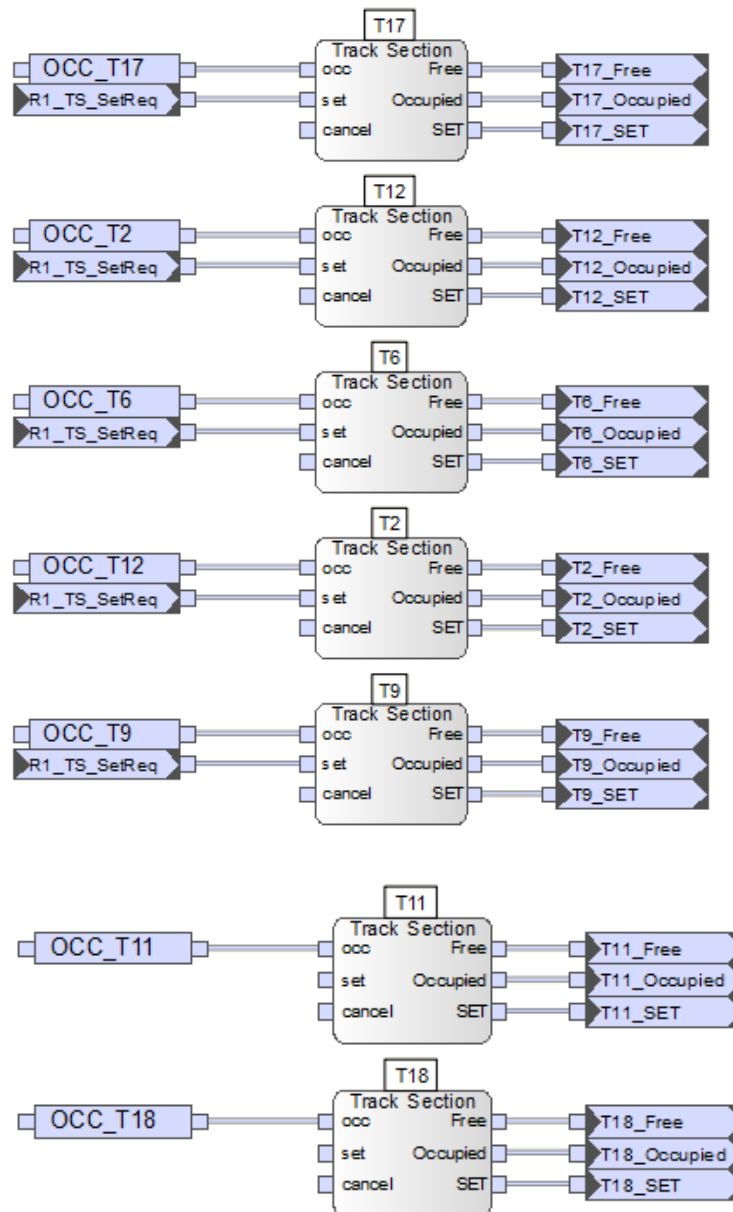 T17
Track Section
OCC_T17 occ Free T17_Free
R1_TS_SetReq set Occupied T17_Occupied
cancel SET T17_SET
T12
Track Section
OCC_T2 occ Free T12_Free
R1_TS_SetReq set Occupied T12_Occupied
cancel SET T12_SET
T6
Track Section
OCC_T6 occ Free T6_Free
R1_TS_SetReq set Occupied T6_Occupied
cancel SET T6_SET
T2
Track Section
OCC_T12 occ Free T2_Free
R1_TS_SetReq set Occupied T2_Occupied
cancel SET T2_SET
T9
Track Section
OCC_T9 occ Free T9_Free
R1_TS_SetReq set Occupied T9_Occupied
cancel SET T9_SET
T11
Track Section
OCC_T11 occ Free T11_Free
set Occupied T11_Occupied
cancel SET T11_SET
T18
Track Section
OCC_T18 occ Free T18_Free
set Occupied T18_Occupied
cancel SET T18_SET